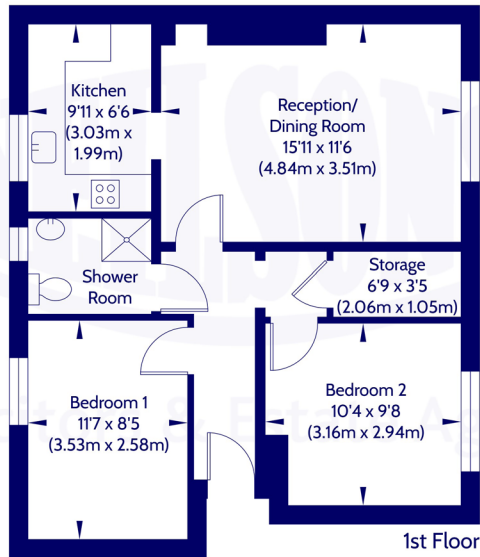 Kitchen
9'11 x 6'6
(3.03m x
1.99m)
Reception/
Dining Room
15'11 x 11'6
(4.84m x 3.51m)
Shower
Room
Storage
6'9 x 3'5
(2.06m x 1.05m)
Bedroom 1
11'7 x 8'5
(3.53m x 2.58m)
Bedroom 2
10'4 x 9'8
(3.16m x 2.94m)
1st Floor